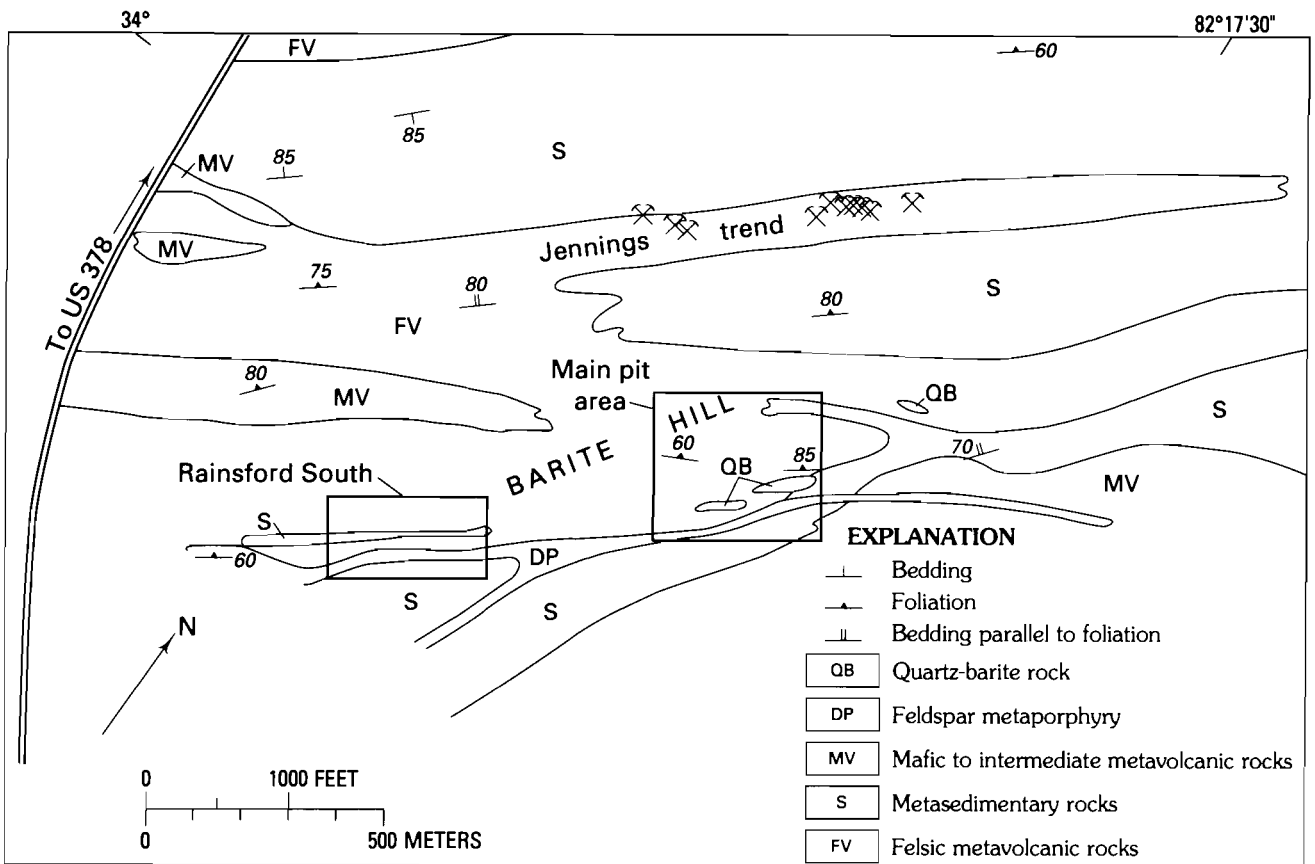 34°
82°17'30"
FV
60
85
85
MV
S
MV
Jennings trend
To US 378
75
80
S
80
FV
Main pit
area
80
MV
QB
S
BARITE HILL
60
85
70
QB
MV
Rainsford South
S
60
DP
S
S
N
EXPLANATION
Bedding
Foliation
Bedding parallel to foliation
QB Quartz-barite rock
DP Feldspar metaporphyry
MV Mafic to intermediate metavolcanic rocks
S Metasedimentary rocks
FV Felsic metavolcanic rocks
0 1000 FEET
0 500 METERS